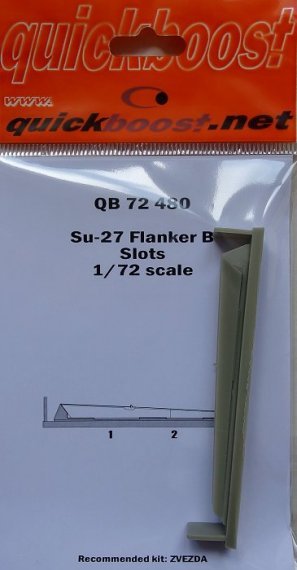 quickboost
www.
quickboost.net
QB 72 480
Su-27 Flanker B
Slots
1/72 scale
1 2
Recommended kit: ZVEZDA